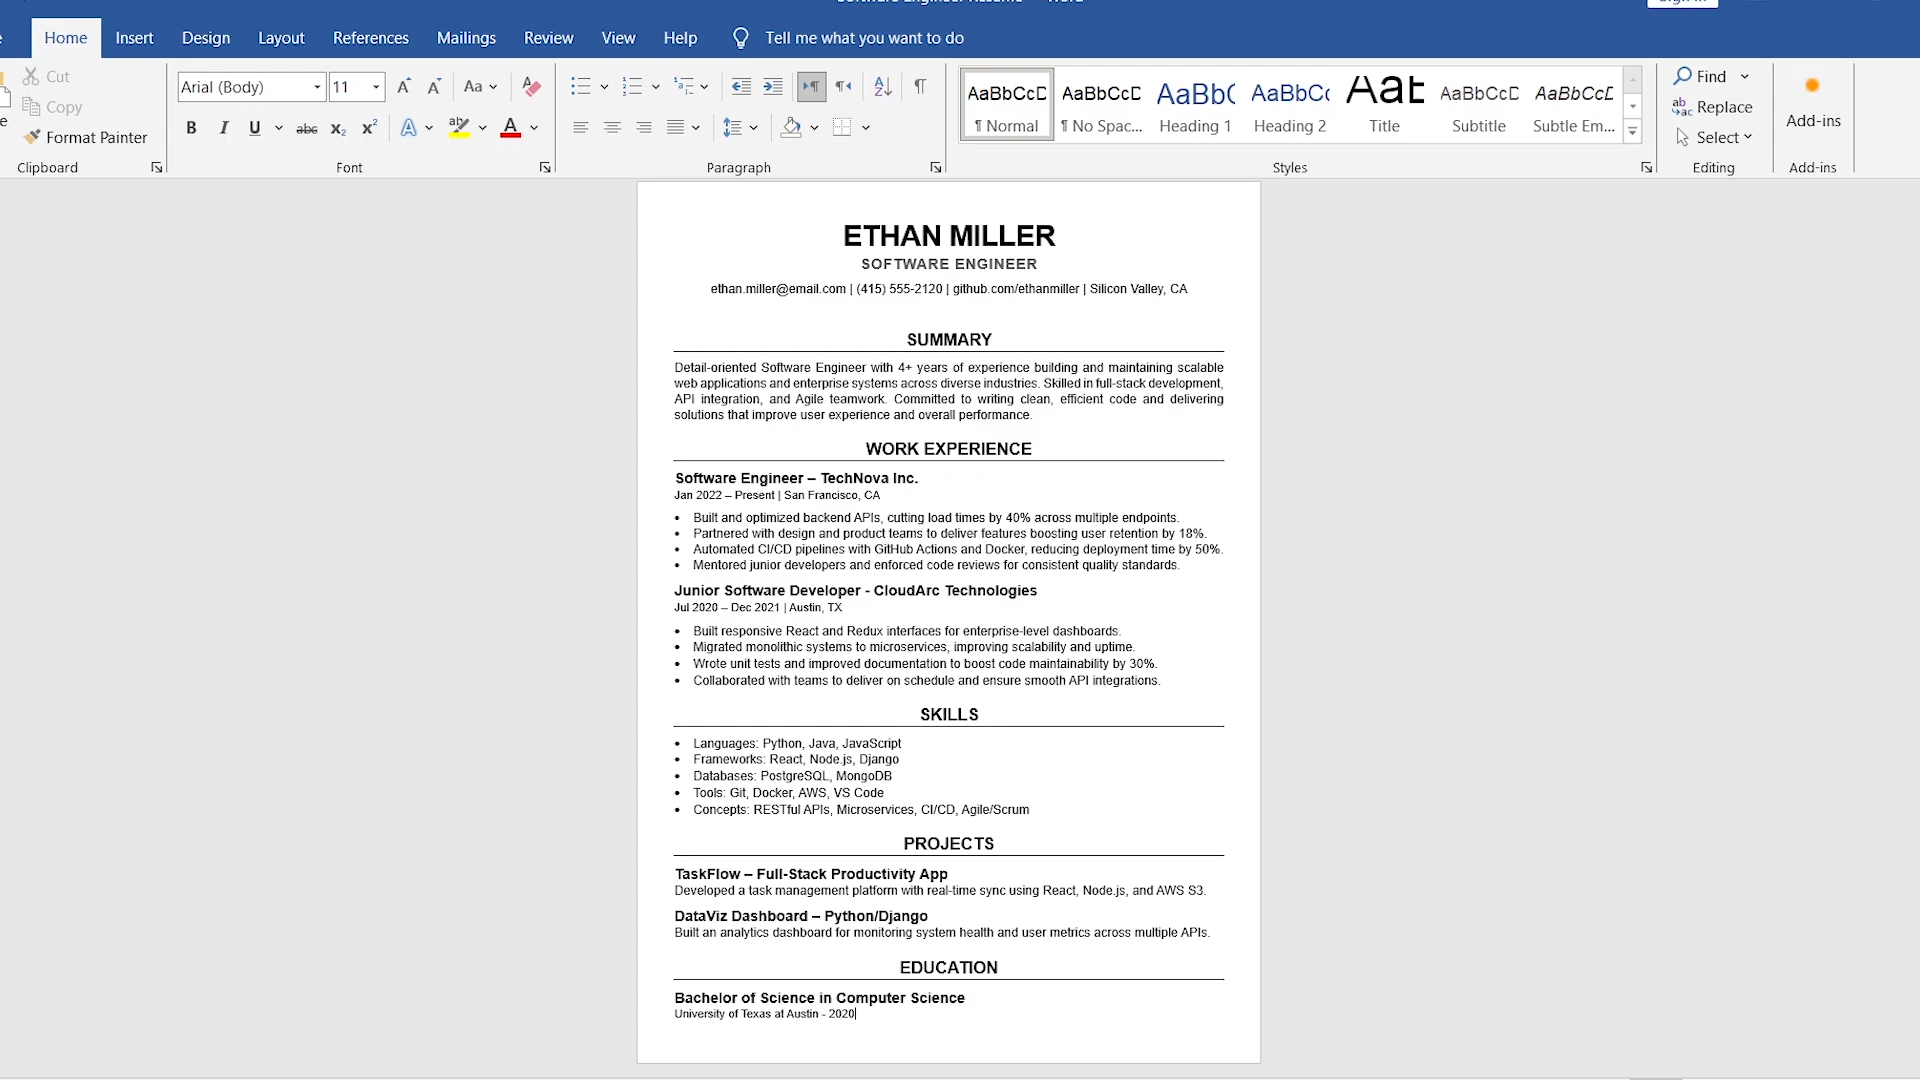 Home Insert Design Layout References Mailings Review View Help Tell me what you want to do
Cut
Copy
Format Painter
Clipboard
Arial (Body) 11 Aa
B I U abc x₂ x² A ab A
Font
Paragraph
AaBbCcD AaBbCcD AaBbC AaBbCc Aab AaBbCcD AaBbCcD
¶ Normal ¶ No Spac... Heading 1 Heading 2 Title Subtitle Subtle Em...
Styles
Find
Replace
Select
Editing
Add-ins
Add-ins
ETHAN MILLER
SOFTWARE ENGINEER
ethan.miller@email.com | (415) 555-2120 | github.com/ethanmiller | Silicon Valley, CA
SUMMARY
Detail-oriented Software Engineer with 4+ years of experience building and maintaining scalable
web applications and enterprise systems across diverse industries. Skilled in full-stack development,
API integration, and Agile teamwork. Committed to writing clean, efficient code and delivering
solutions that improve user experience and overall performance.
WORK EXPERIENCE
Software Engineer – TechNova Inc.
Jan 2022 – Present | San Francisco, CA
• Built and optimized backend APIs, cutting load times by 40% across multiple endpoints.
• Partnered with design and product teams to deliver features boosting user retention by 18%.
• Automated CI/CD pipelines with GitHub Actions and Docker, reducing deployment time by 50%.
• Mentored junior developers and enforced code reviews for consistent quality standards.
Junior Software Developer - CloudArc Technologies
Jul 2020 – Dec 2021 | Austin, TX
• Built responsive React and Redux interfaces for enterprise-level dashboards.
• Migrated monolithic systems to microservices, improving scalability and uptime.
• Wrote unit tests and improved documentation to boost code maintainability by 30%.
• Collaborated with teams to deliver on schedule and ensure smooth API integrations.
SKILLS
• Languages: Python, Java, JavaScript
• Frameworks: React, Node.js, Django
• Databases: PostgreSQL, MongoDB
• Tools: Git, Docker, AWS, VS Code
• Concepts: RESTful APIs, Microservices, CI/CD, Agile/Scrum
PROJECTS
TaskFlow – Full-Stack Productivity App
Developed a task management platform with real-time sync using React, Node.js, and AWS S3.
DataViz Dashboard – Python/Django
Built an analytics dashboard for monitoring system health and user metrics across multiple APIs.
EDUCATION
Bachelor of Science in Computer Science
University of Texas at Austin - 2020